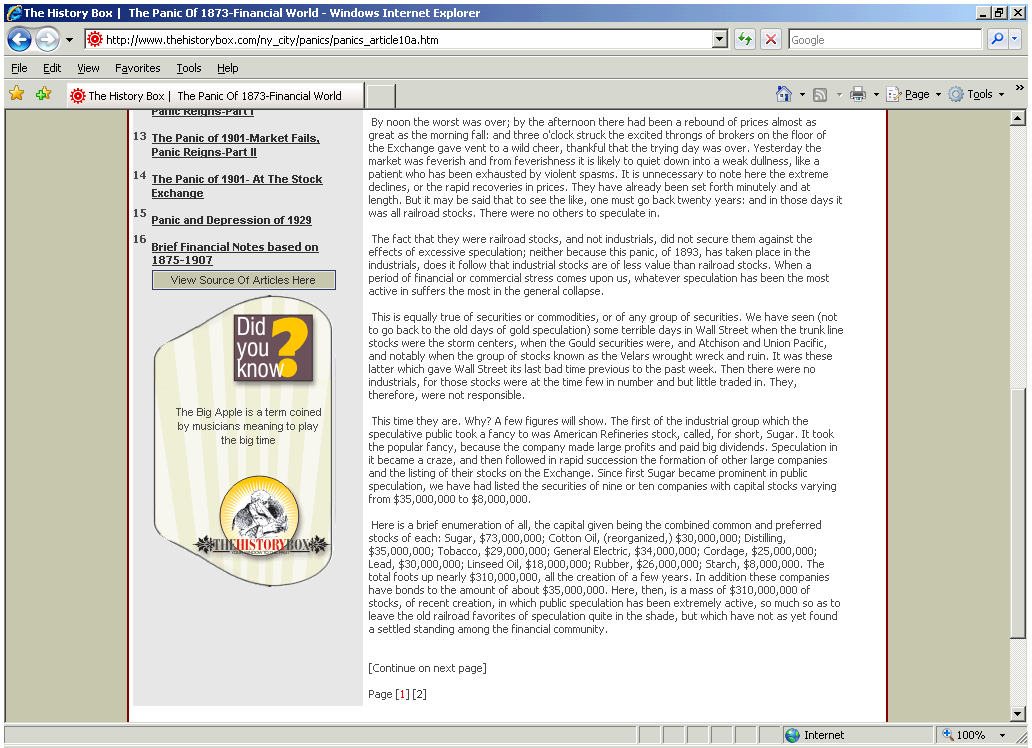 The History Box | The Panic Of 1873-Financial World - Windows Internet Explorer
http://www.thehistorybox.com/ny_city/panics/panics_article10a.htm
Google
File Edit View Favorites Tools Help
The History Box | The Panic Of 1873-Financial World
Page Tools »
Panic Reigns-Part I
13 The Panic of 1901-Market Fails,
Panic Reigns-Part II
14 The Panic of 1901- At The Stock
Exchange
15 Panic and Depression of 1929
16 Brief Financial Notes based on
1875-1907
View Source Of Articles Here
Did
you
know?
The Big Apple is a term coined
by musicians meaning to play
the big time
THEHISTORYBOX
By noon the worst was over; by the afternoon there had been a rebound of prices almost as
great as the morning fall: and three o'clock struck the excited throngs of brokers on the floor of
the Exchange gave vent to a wild cheer, thankful that the trying day was over. Yesterday the
market was feverish and from feverishness it is likely to quiet down into a weak dullness, like a
patient who has been exhausted by violent spasms. It is unnecessary to note here the extreme
declines, or the rapid recoveries in prices. They have already been set forth minutely and at
length. But it may be said that to see the like, one must go back twenty years: and in those days it
was all railroad stocks. There were no others to speculate in.
The fact that they were railroad stocks, and not industrials, did not secure them against the
effects of excessive speculation; neither because this panic, of 1893, has taken place in the
industrials, does it follow that industrial stocks are of less value than railroad stocks. When a
period of financial or commercial stress comes upon us, whatever speculation has been the most
active in suffers the most in the general collapse.
This is equally true of securities or commodities, or of any group of securities. We have seen (not
to go back to the old days of gold speculation) some terrible days in Wall Street when the trunk line
stocks were the storm centers, when the Gould securities were, and Atchison and Union Pacific,
and notably when the group of stocks known as the Velars wrought wreck and ruin. It was these
latter which gave Wall Street its last bad time previous to the past week. Then there were no
industrials, for those stocks were at the time few in number and but little traded in. They,
therefore, were not responsible.
This time they are. Why? A few figures will show. The first of the industrial group which the
speculative public took a fancy to was American Refineries stock, called, for short, Sugar. It took
the popular fancy, because the company made large profits and paid big dividends. Speculation in
it became a craze, and then followed in rapid succession the formation of other large companies
and the listing of their stocks on the Exchange. Since first Sugar became prominent in public
speculation, we have had listed the securities of nine or ten companies with capital stocks varying
from $35,000,000 to $8,000,000.
Here is a brief enumeration of all, the capital given being the combined common and preferred
stocks of each: Sugar, $73,000,000; Cotton Oil, (reorganized,) $30,000,000; Distilling,
$35,000,000; Tobacco, $29,000,000; General Electric, $34,000,000; Cordage, $25,000,000;
Lead, $30,000,000; Linseed Oil, $18,000,000; Rubber, $26,000,000; Starch, $8,000,000. The
total foots up nearly $310,000,000, all the creation of a few years. In addition these companies
have bonds to the amount of about $35,000,000. Here, then, is a mass of $310,000,000 of
stocks, of recent creation, in which public speculation has been extremely active, so much so as to
leave the old railroad favorites of speculation quite in the shade, but which have not as yet found
a settled standing among the financial community.
[Continue on next page]
Page [1] [2]
Internet 100%